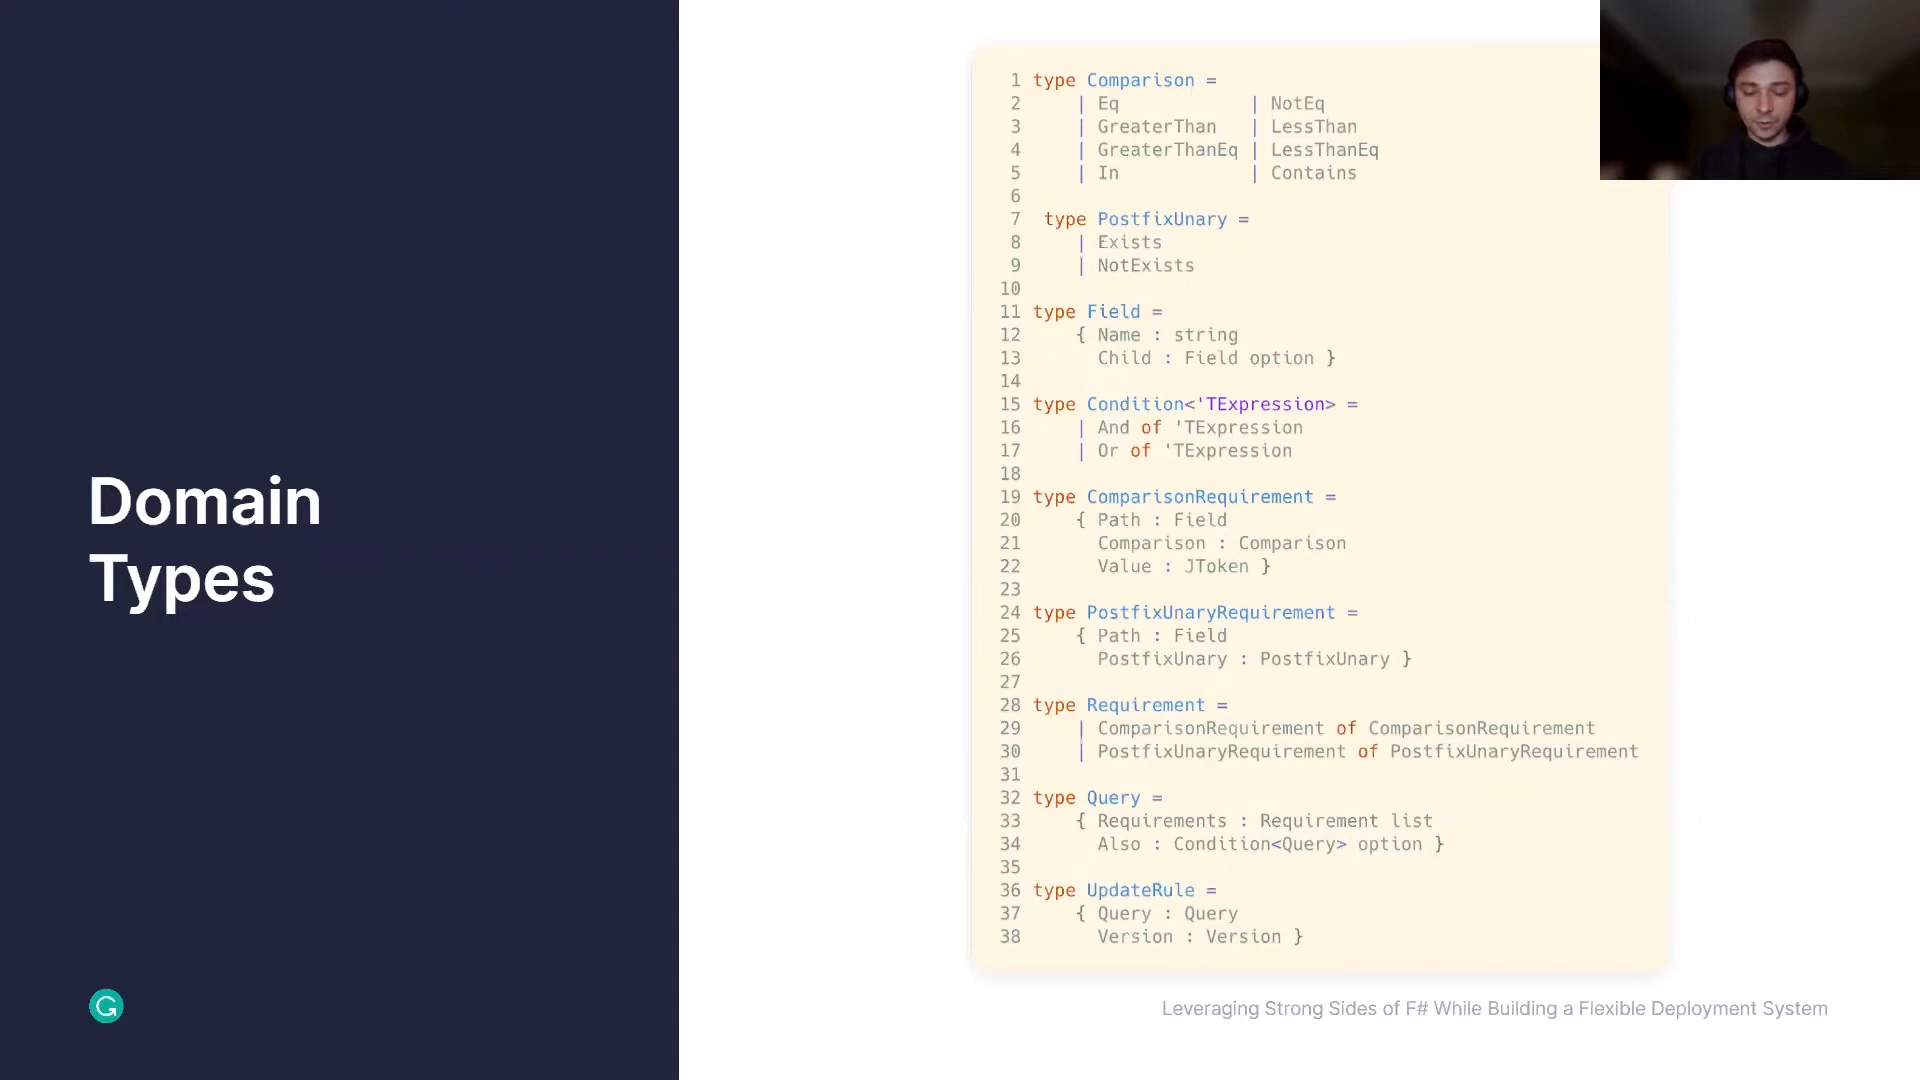 Domain
Types
1 type Comparison =
2     | Eq            | NotEq
3     | GreaterThan   | LessThan
4     | GreaterThanEq | LessThanEq
5     | In            | Contains
6
7  type PostfixUnary =
8     | Exists
9     | NotExists
10
11 type Field =
12     { Name : string
13       Child : Field option }
14
15 type Condition<'TExpression> =
16     | And of 'TExpression
17     | Or of 'TExpression
18
19 type ComparisonRequirement =
20     { Path : Field
21       Comparison : Comparison
22       Value : JToken }
23
24 type PostfixUnaryRequirement =
25     { Path : Field
26       PostfixUnary : PostfixUnary }
27
28 type Requirement =
29     | ComparisonRequirement of ComparisonRequirement
30     | PostfixUnaryRequirement of PostfixUnaryRequirement
31
32 type Query =
33     { Requirements : Requirement list
34       Also : Condition<Query> option }
35
36 type UpdateRule =
37     { Query : Query
38       Version : Version }
Leveraging Strong Sides of F# While Building a Flexible Deployment System